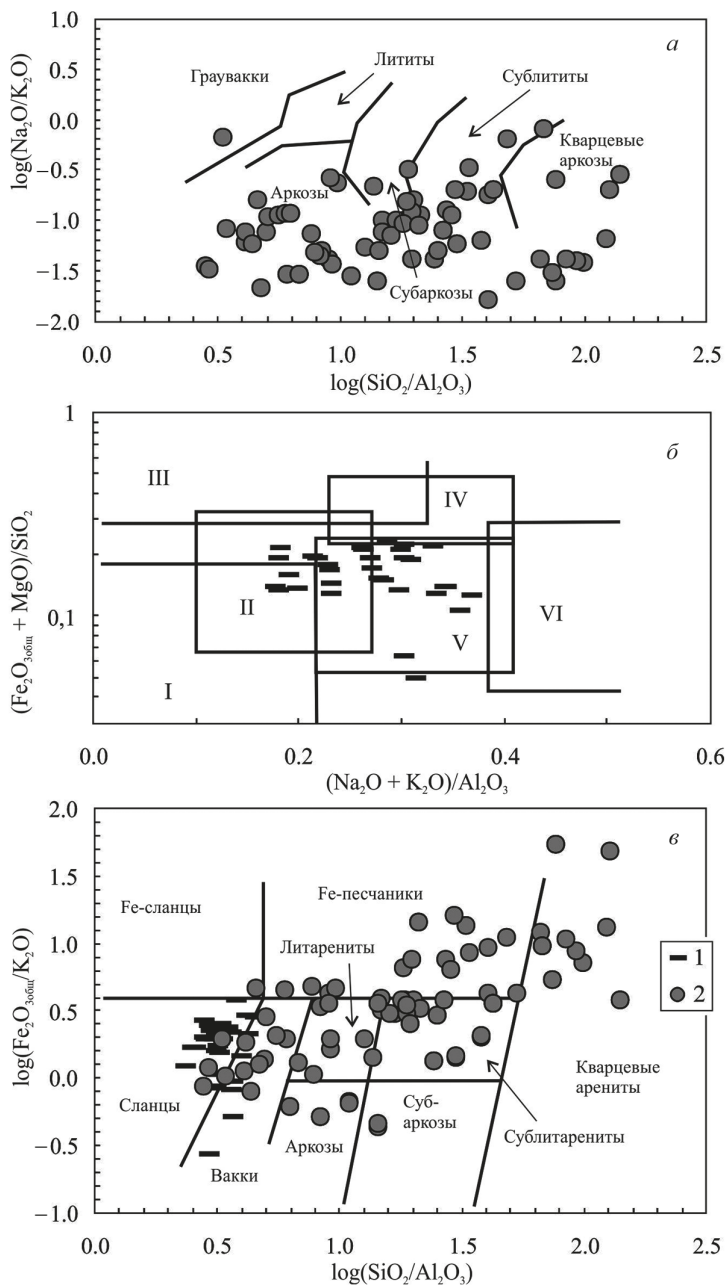 а
log(Na₂O/K₂O)
1.0
0.5
0.0
−0.5
−1.0
−1.5
−2.0
Граувакки
Лититы
Сублититы
Кварцевые
аркозы
Аркозы
Субаркозы
0.0 0.5 1.0 1.5 2.0 2.5
log(SiO₂/Al₂O₃)
б
(Fe₂O₃общ + MgO)/SiO₂
1
0,1
III
IV
II
V
VI
I
0.0 0.2 0.4 0.6
(Na₂O + K₂O)/Al₂O₃
в
log(Fe₂O₃общ/K₂O)
2.0
1.5
1.0
0.5
0.0
−0.5
−1.0
Fe-сланцы
Fe-песчаники
Литарениты
1
2
Сланцы
Вакки
Аркозы
Суб-
аркозы
Сублитарениты
Кварцевые
арениты
0.0 0.5 1.0 1.5 2.0 2.5
log(SiO₂/Al₂O₃)